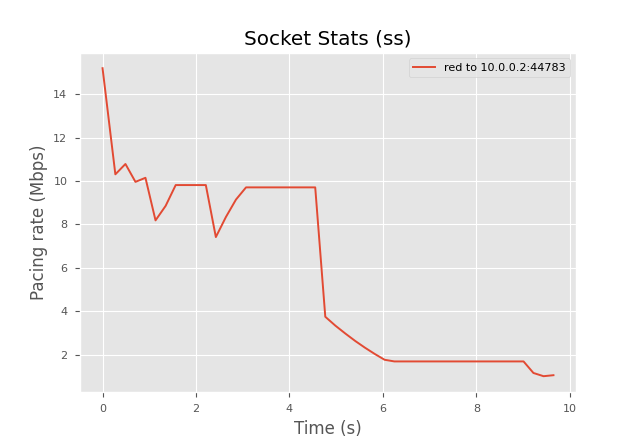 Socket Stats (ss)
red to 10.0.0.2:44783
Pacing rate (Mbps)
14
12
10
8
6
4
2
0 2 4 6 8 10
Time (s)